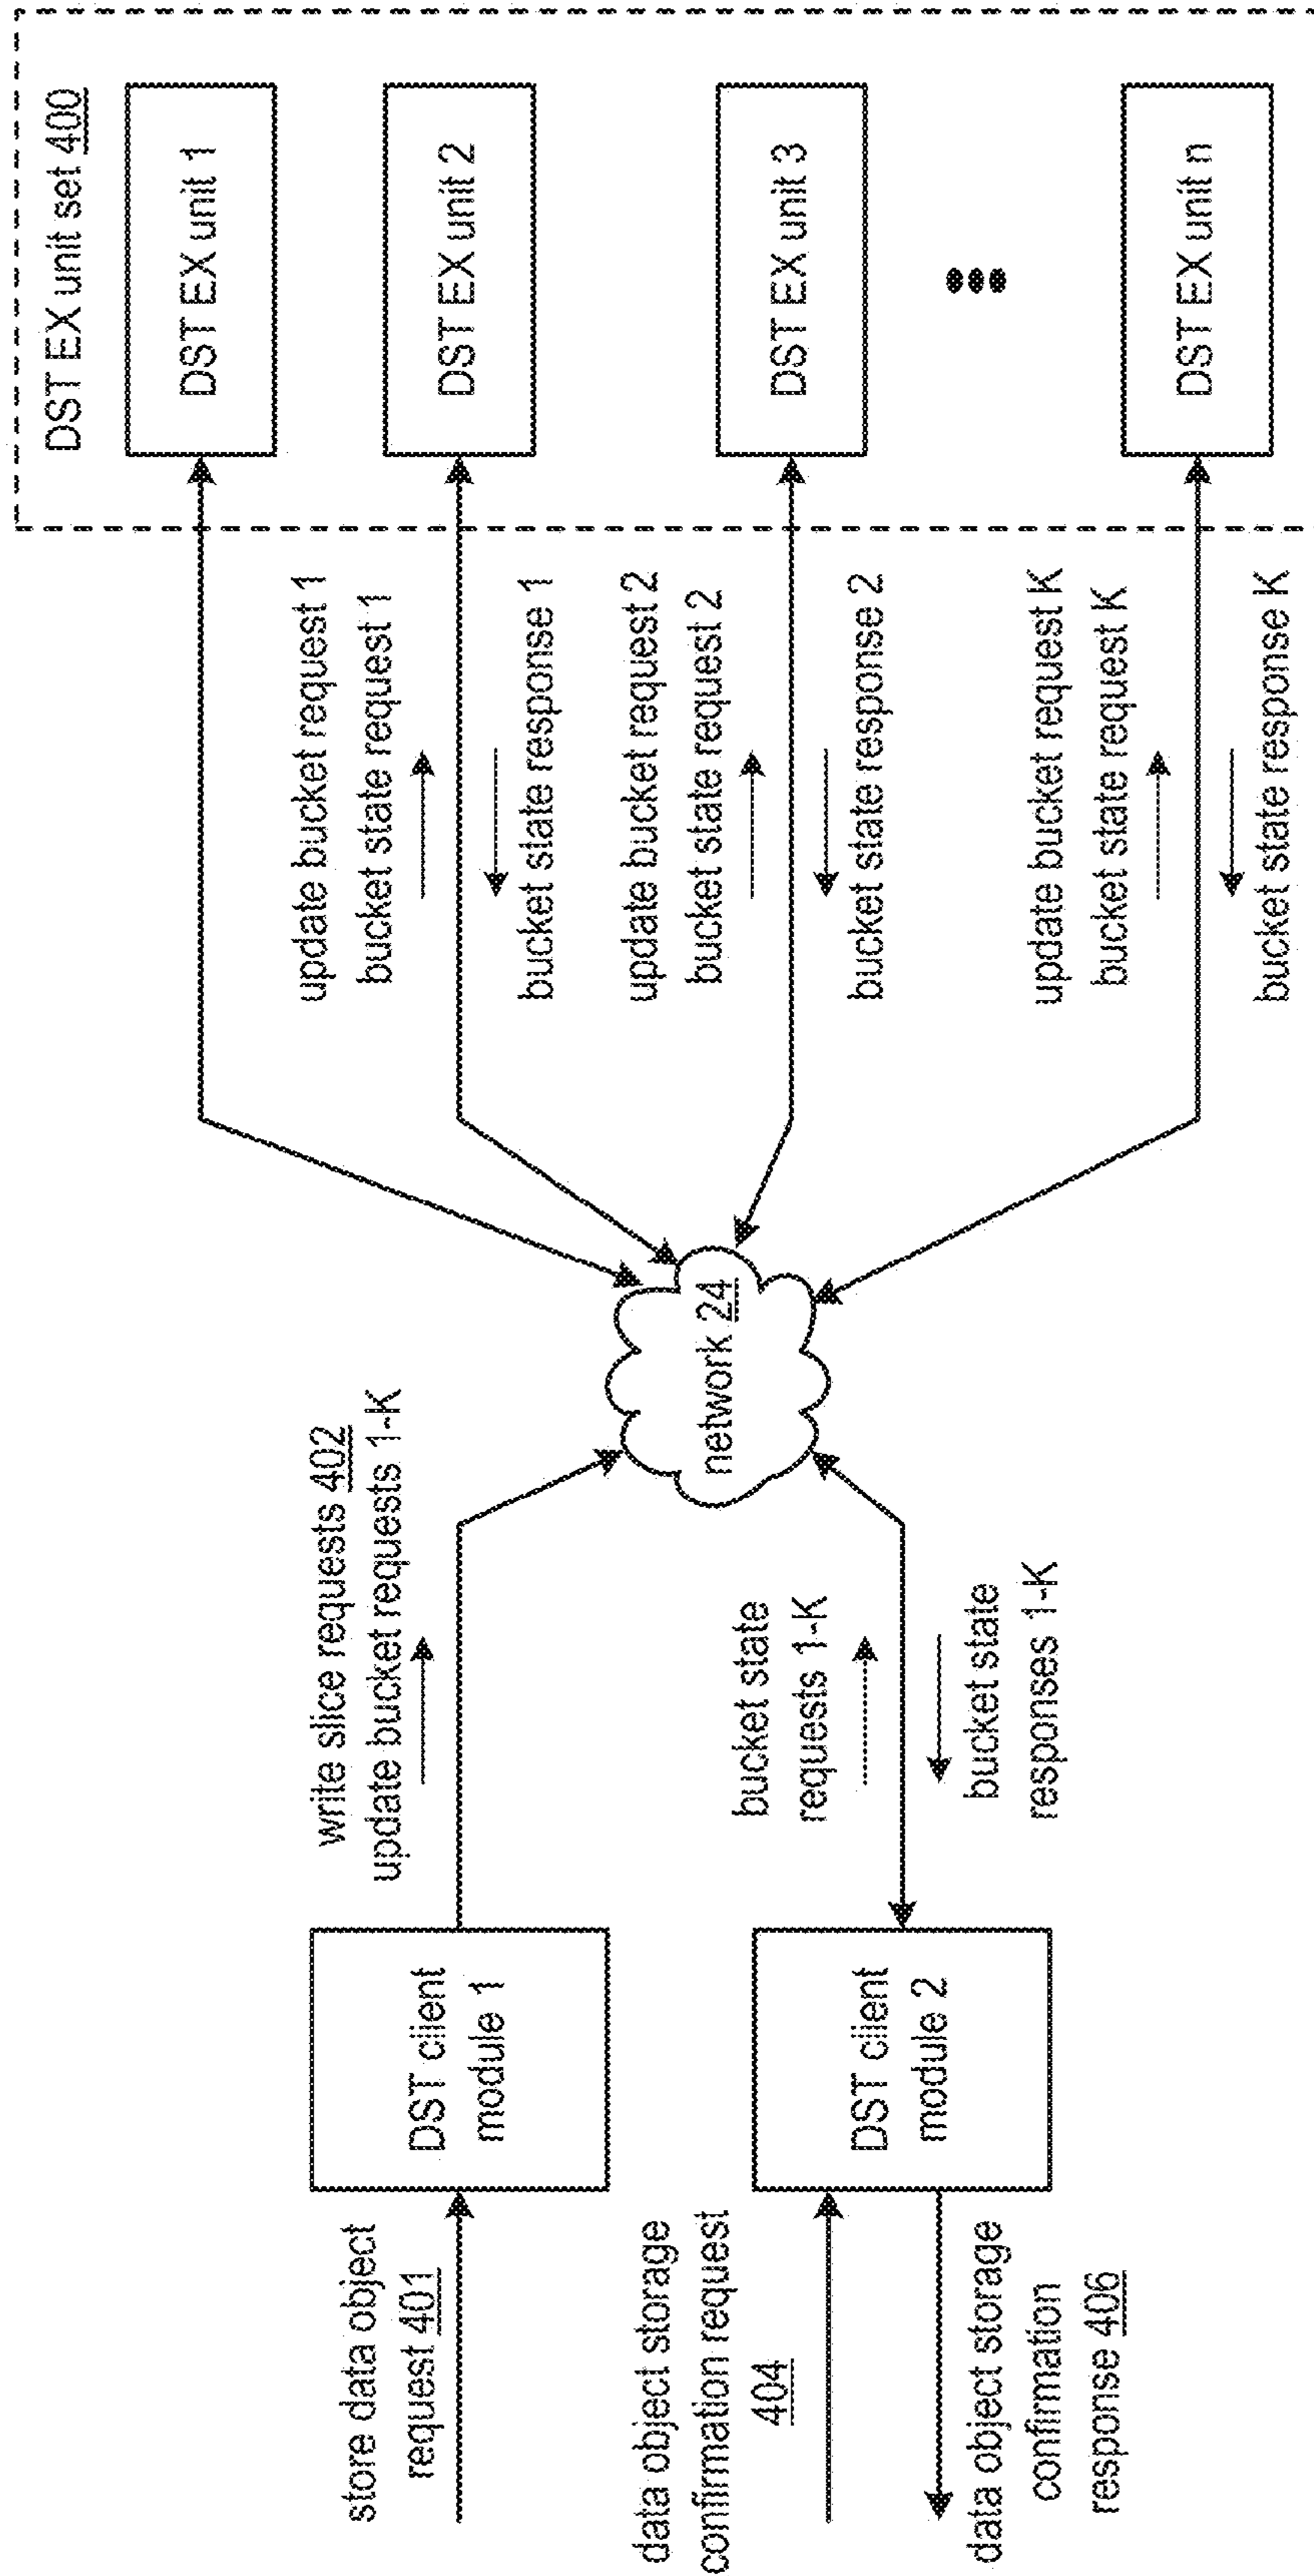 DST EX unit set 400
DST EX unit 1
DST EX unit 2
DST EX unit 3
DST EX unit n
update bucket request 1
bucket state request 1
bucket state response 1
update bucket request 2
bucket state request 2
bucket state response 2
update bucket request K
bucket state request K
bucket state response K
network 24
write slice requests 402
update bucket requests 1-K
bucket state
requests 1-K
bucket state
responses 1-K
DST client
module 1
DST client
module 2
store data object
request 401
data object storage
confirmation request
404
data object storage
confirmation
response 406